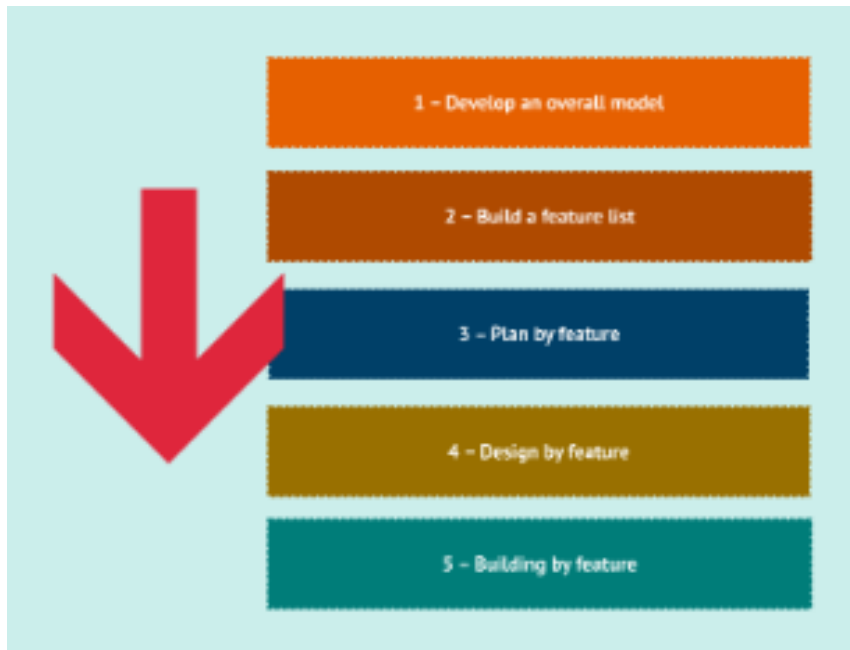 1 – Develop an overall model
2 – Build a feature list
3 – Plan by feature
4 – Design by feature
5 – Building by feature